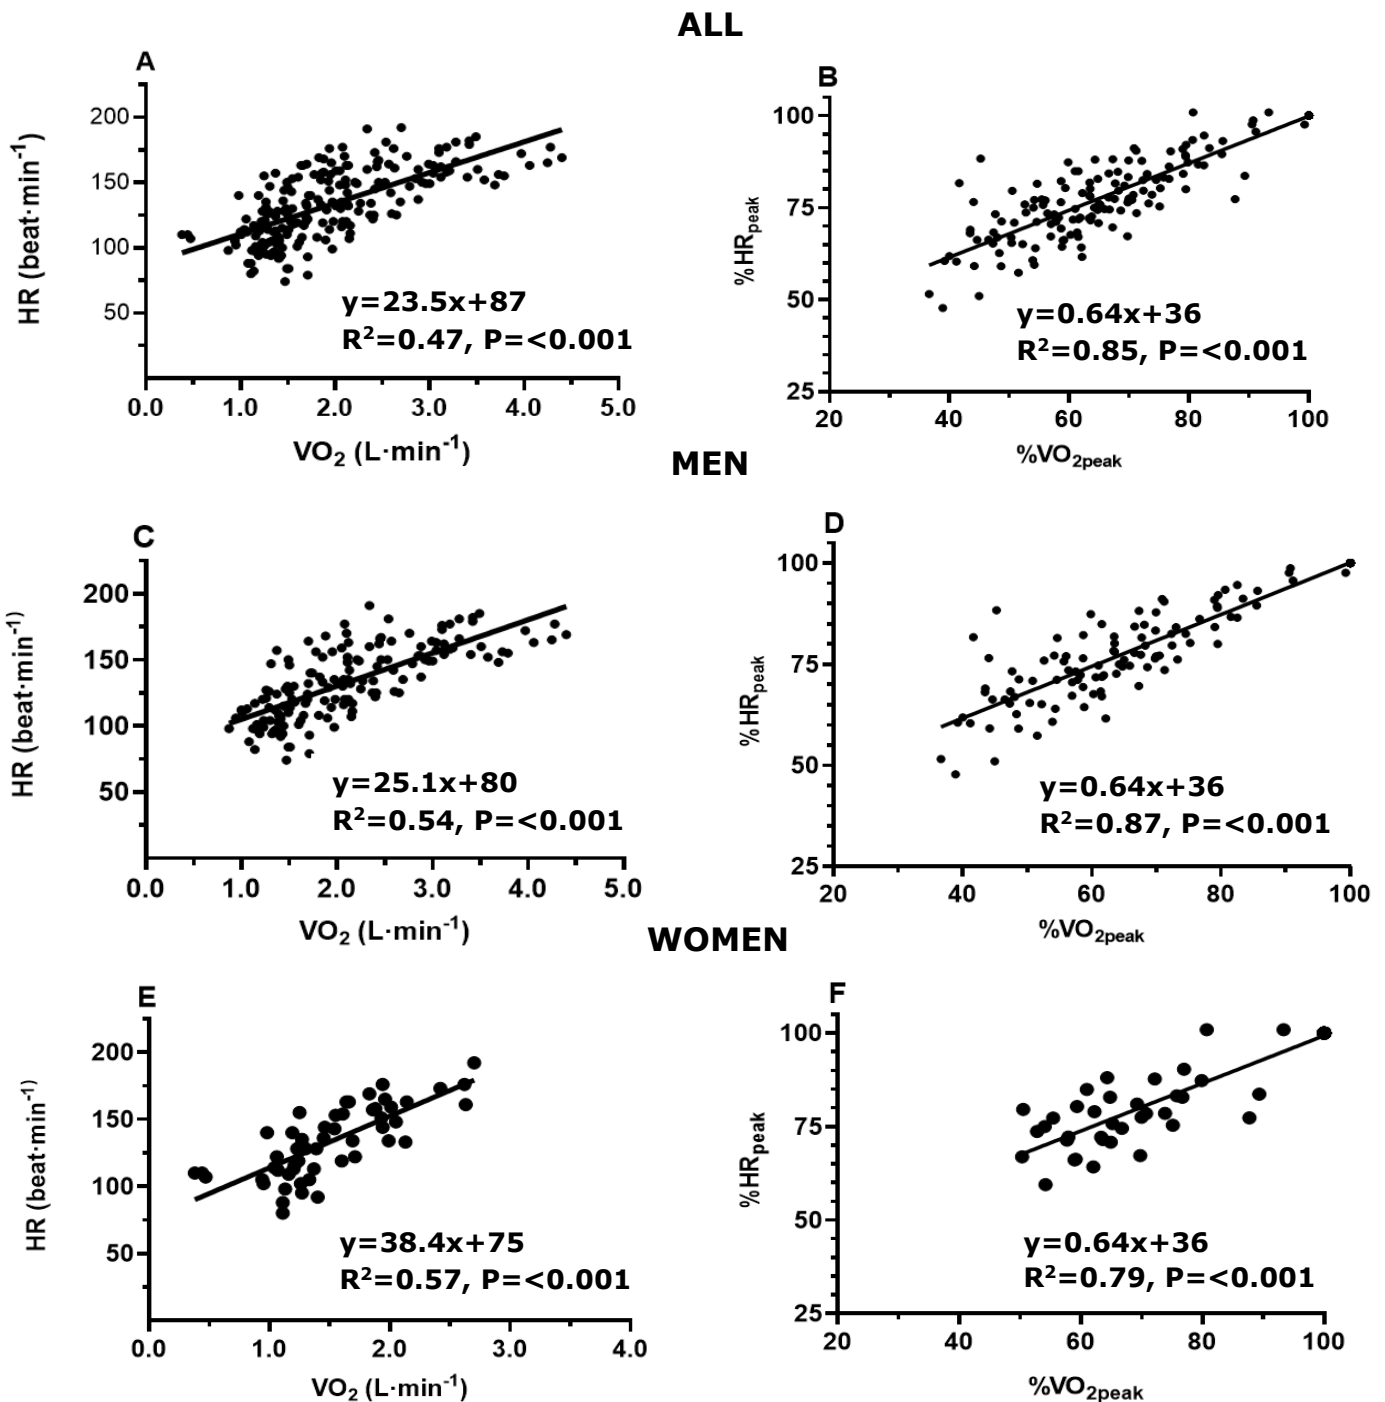 ALL
A
200
150
100
50
0.0 1.0 2.0 3.0 4.0 5.0
HR (beat·min⁻¹)
VO₂ (L·min⁻¹)
y=23.5x+87
R²=0.47, P=<0.001
B
100
75
50
25
20 40 60 80 100
%HRpeak
%VO₂peak
y=0.64x+36
R²=0.85, P=<0.001
MEN
C
200
150
100
50
0.0 1.0 2.0 3.0 4.0 5.0
HR (beat·min⁻¹)
VO₂ (L·min⁻¹)
y=25.1x+80
R²=0.54, P=<0.001
D
100
75
50
25
20 40 60 80 100
%HRpeak
%VO₂peak
y=0.64x+36
R²=0.87, P=<0.001
WOMEN
E
200
150
100
50
0.0 1.0 2.0 3.0 4.0
HR (beat·min⁻¹)
VO₂ (L·min⁻¹)
y=38.4x+75
R²=0.57, P=<0.001
F
100
75
50
25
20 40 60 80 100
%HRpeak
%VO₂peak
y=0.64x+36
R²=0.79, P=<0.001